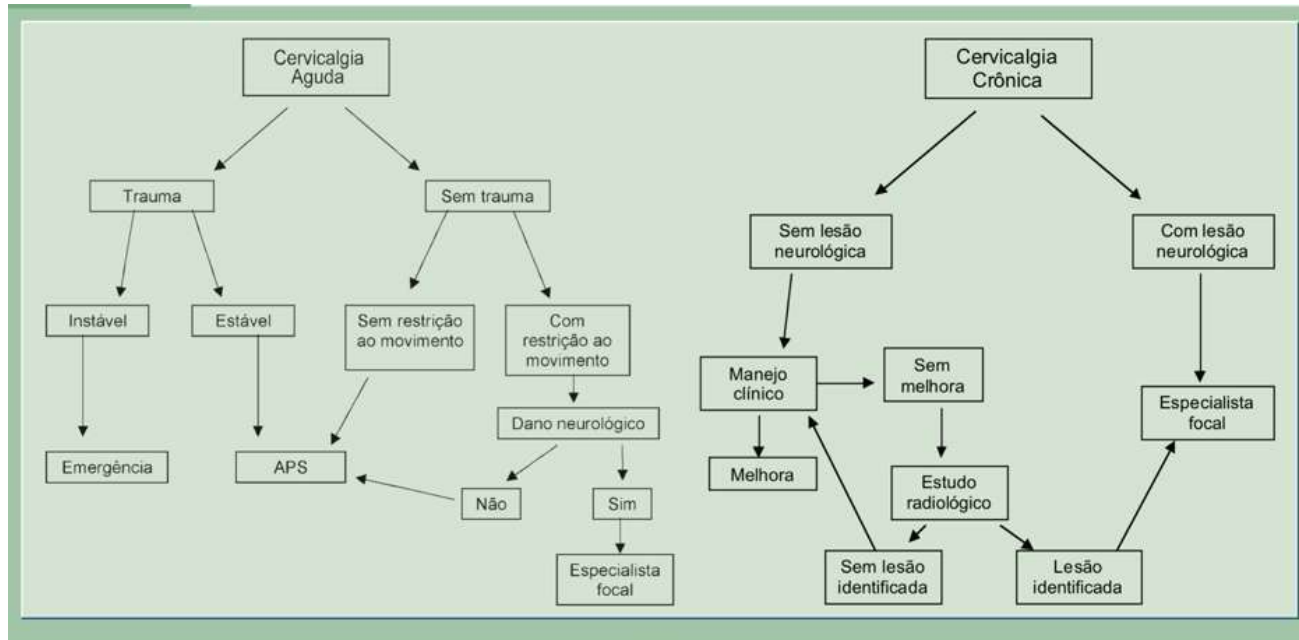 Cervicalgia
Aguda
Trauma
Sem trauma
Instável
Estável
Sem restrição
ao movimento
Com
restrição ao
movimento
Dano neurológico
Emergência
APS
Não
Sim
Especialista
focal
Cervicalgia
Crônica
Sem lesão
neurológica
Com lesão
neurológica
Manejo
clínico
Sem
melhora
Especialista
focal
Melhora
Estudo
radiológico
Sem lesão
identificada
Lesão
identificada